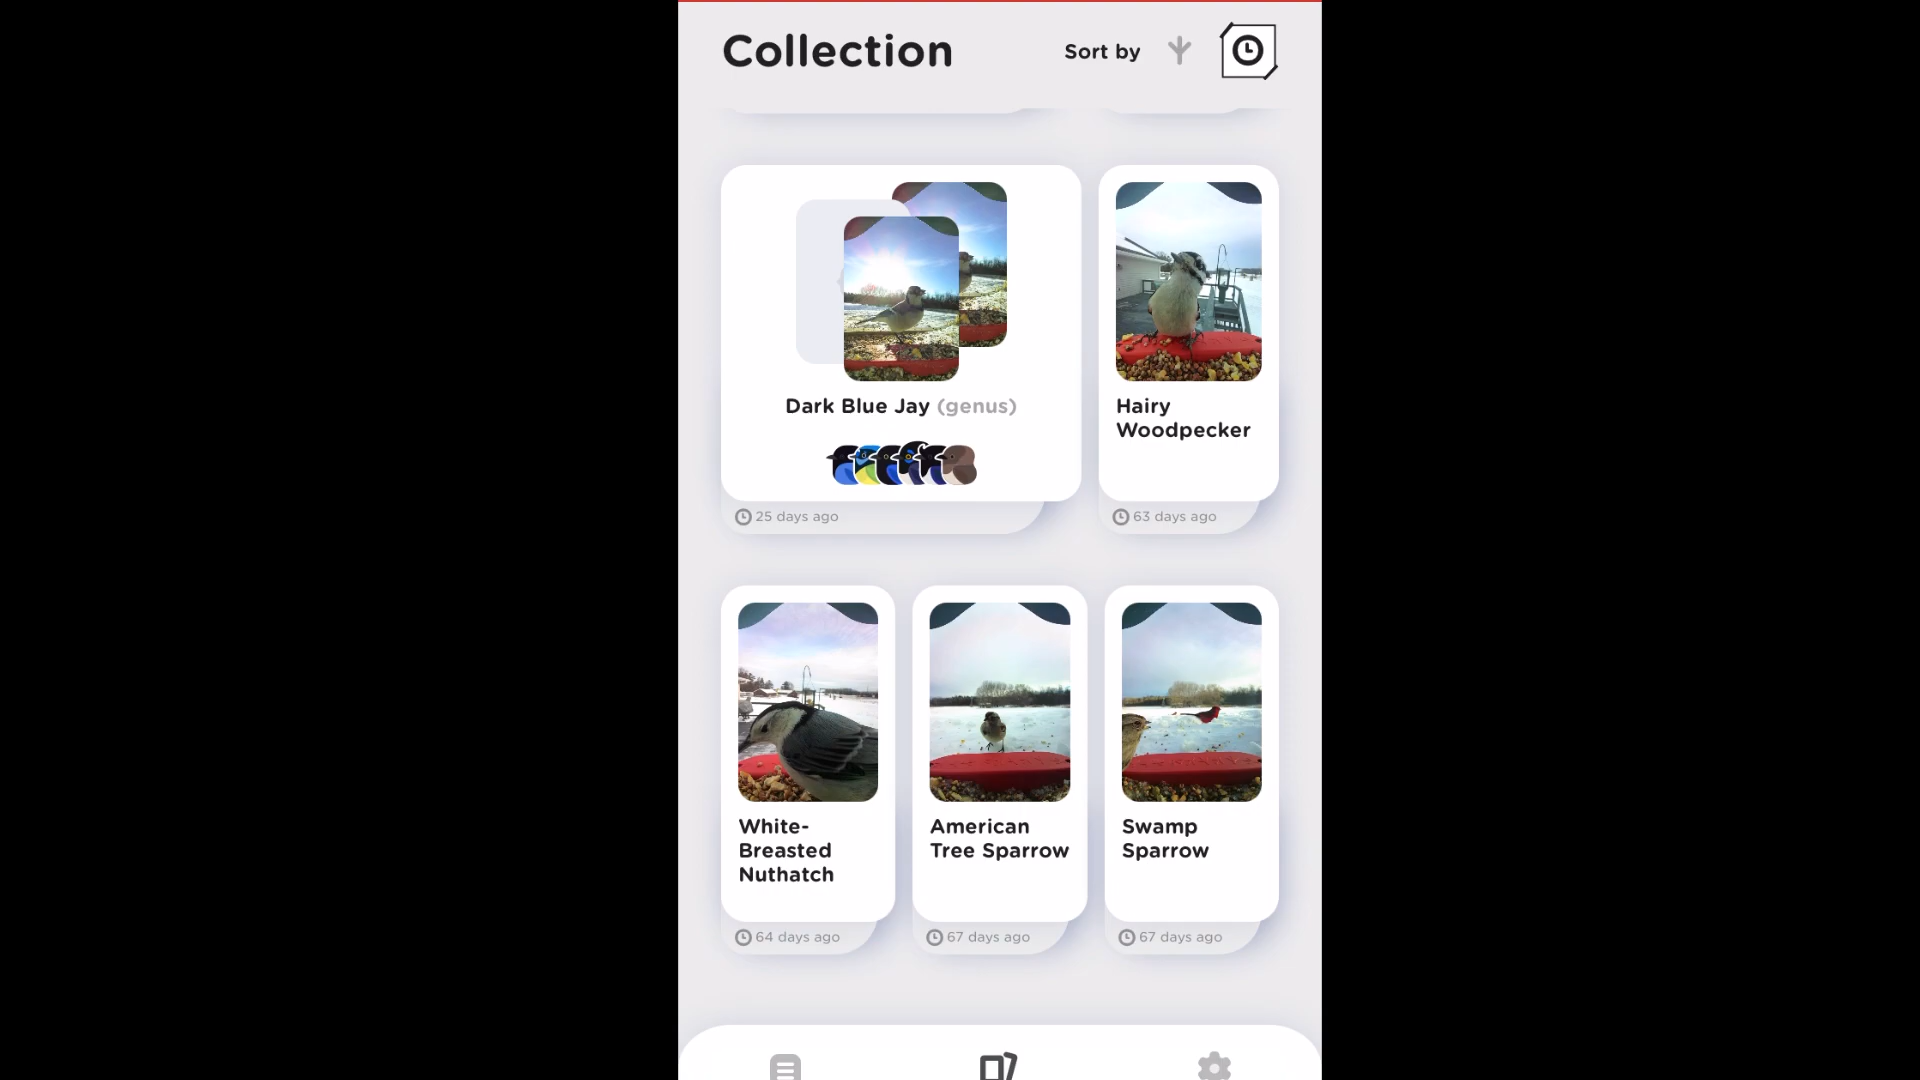 Collection
Sort by
Dark Blue Jay (genus)
Hairy
Woodpecker
25 days ago
63 days ago
White-
Breasted
Nuthatch
American
Tree Sparrow
Swamp
Sparrow
64 days ago
67 days ago
67 days ago